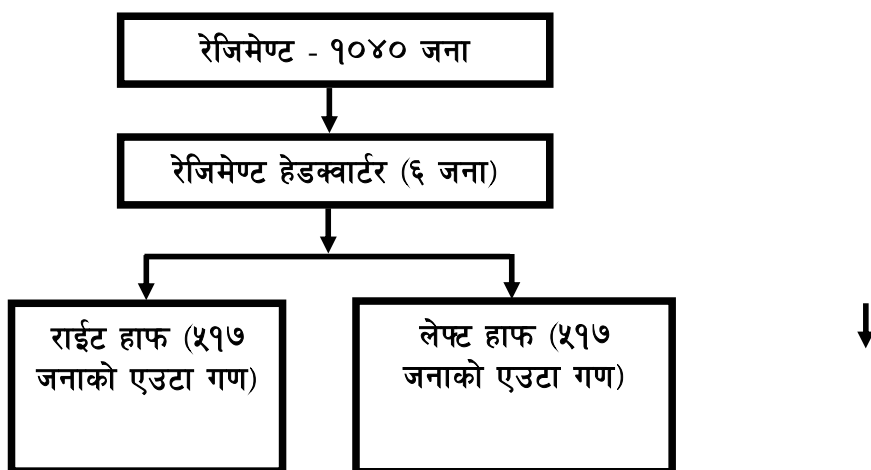 रेजिमेण्ट - १०४० जना
रेजिमेण्ट हेडक्वार्टर (६ जना)
राईट हाफ (५१७
जनाको एउटा गण)
लेफ्ट हाफ (५१७
जनाको एउटा गण)